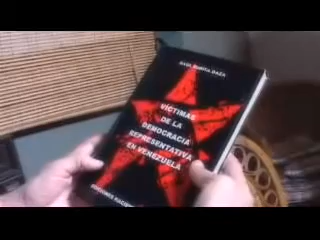 VÍCTIMAS
DE LA
DEMOCRACIA
REPRESENTATIVA
EN VENEZUELA